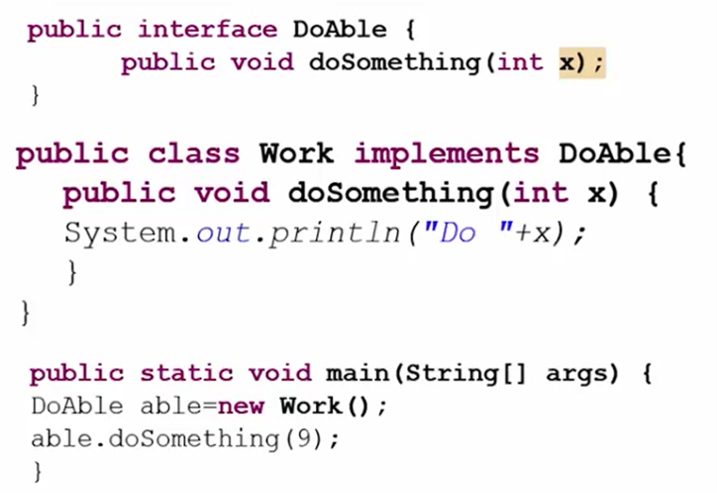 public interface DoAble {
public void doSomething(int x);
}
public class Work implements DoAble{
public void doSomething(int x) {
System.out.println("Do "+x);
}
}
public static void main(String[] args) {
DoAble able=new Work();
able.doSomething(9);
}